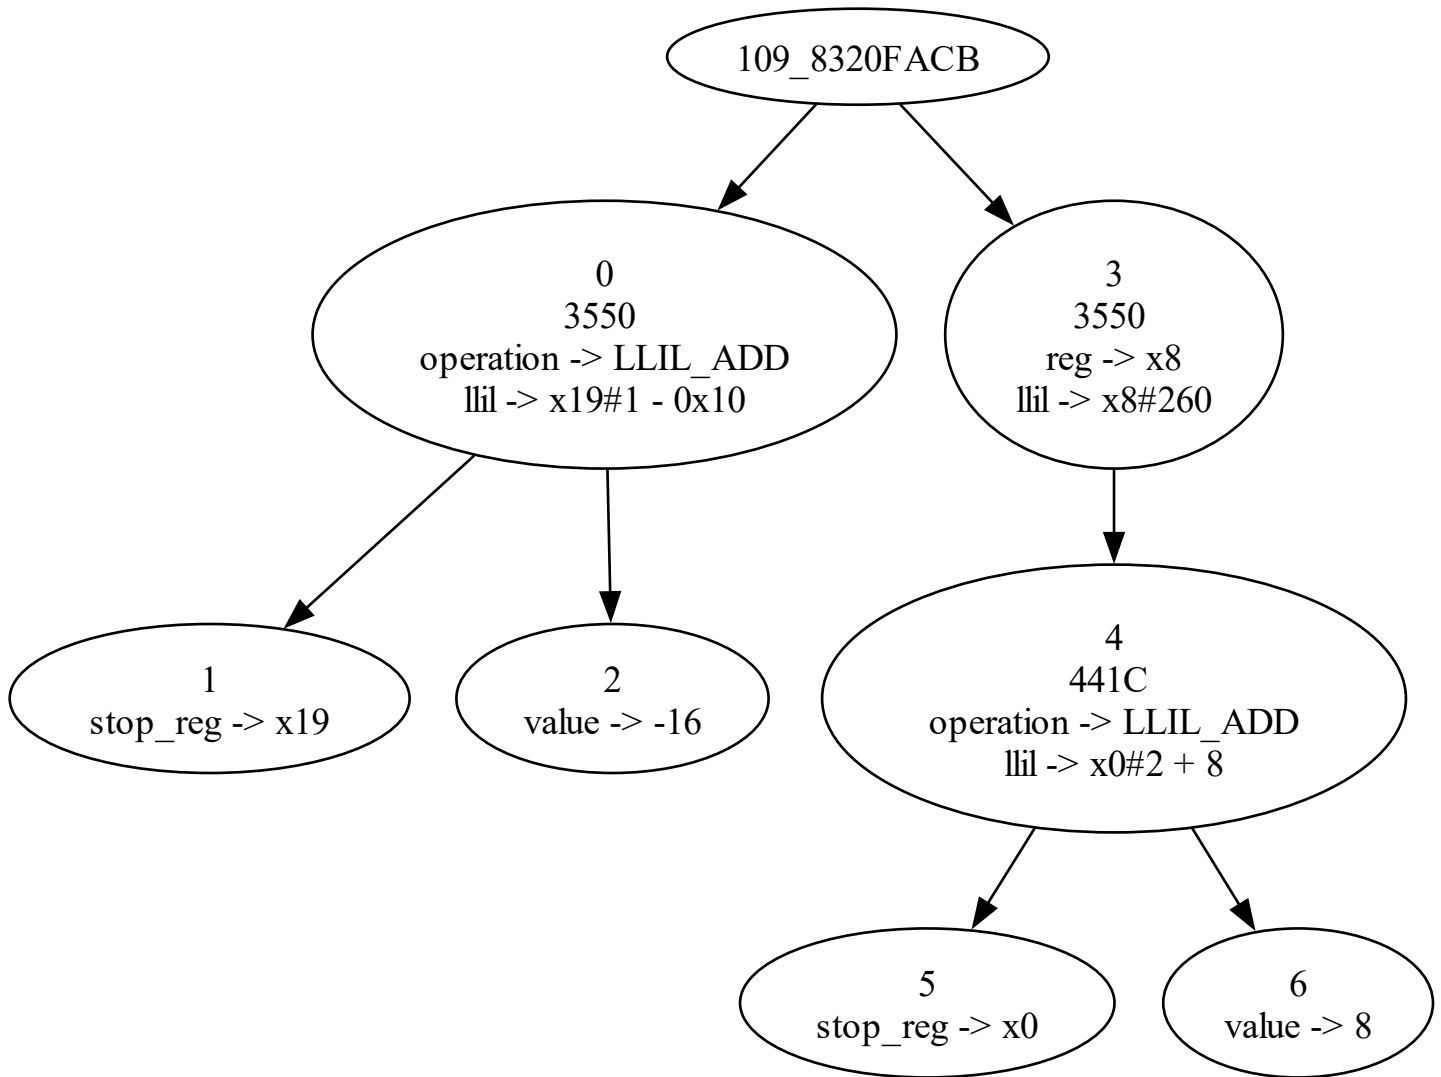 109_8320FACB
0
3550
operation -> LLIL_ADD
llil -> x19#1 - 0x10
3
3550
reg -> x8
llil -> x8#260
1
stop_reg -> x19
2
value -> -16
4
441C
operation -> LLIL_ADD
llil -> x0#2 + 8
5
stop_reg -> x0
6
value -> 8